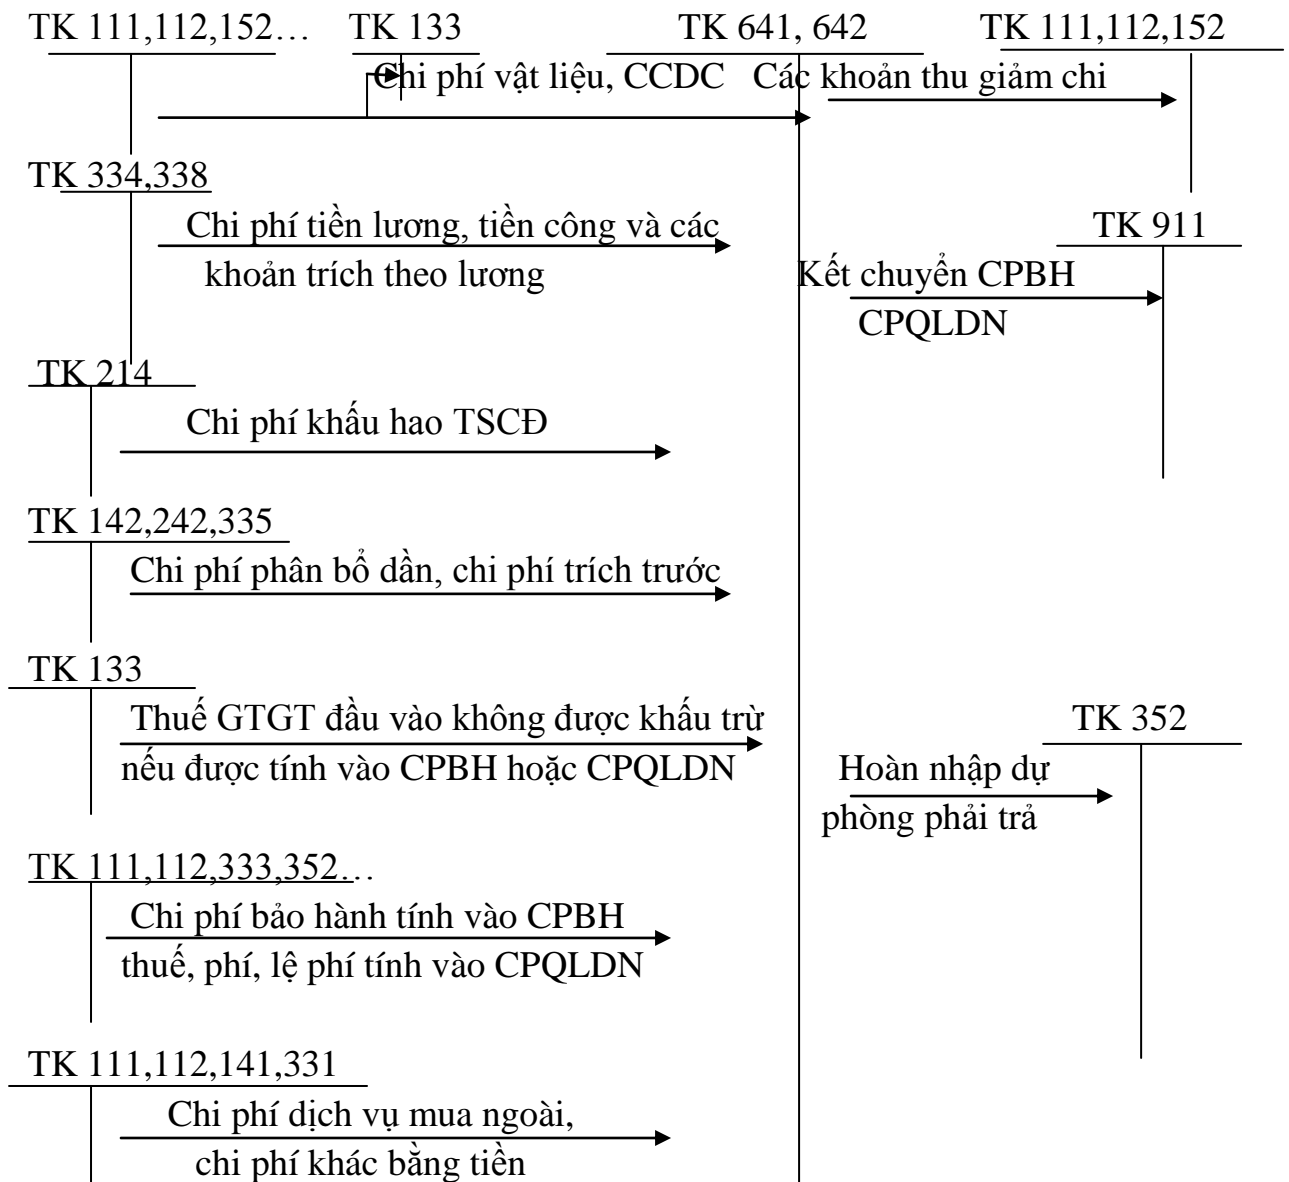 TK 111,112,152… TK 133 TK 641, 642 TK 111,112,152
Chi phí vật liệu, CCDC Các khoản thu giảm chi
TK 334,338
Chi phí tiền lương, tiền công và các TK 911
khoản trích theo lương Kết chuyển CPBH
CPQLDN
TK 214
Chi phí khấu hao TSCĐ
TK 142,242,335
Chi phí phân bổ dần, chi phí trích trước
TK 133
Thuế GTGT đầu vào không được khấu trừ TK 352
nếu được tính vào CPBH hoặc CPQLDN Hoàn nhập dự
phòng phải trả
TK 111,112,333,352…
Chi phí bảo hành tính vào CPBH
thuế, phí, lệ phí tính vào CPQLDN
TK 111,112,141,331
Chi phí dịch vụ mua ngoài,
chi phí khác bằng tiền